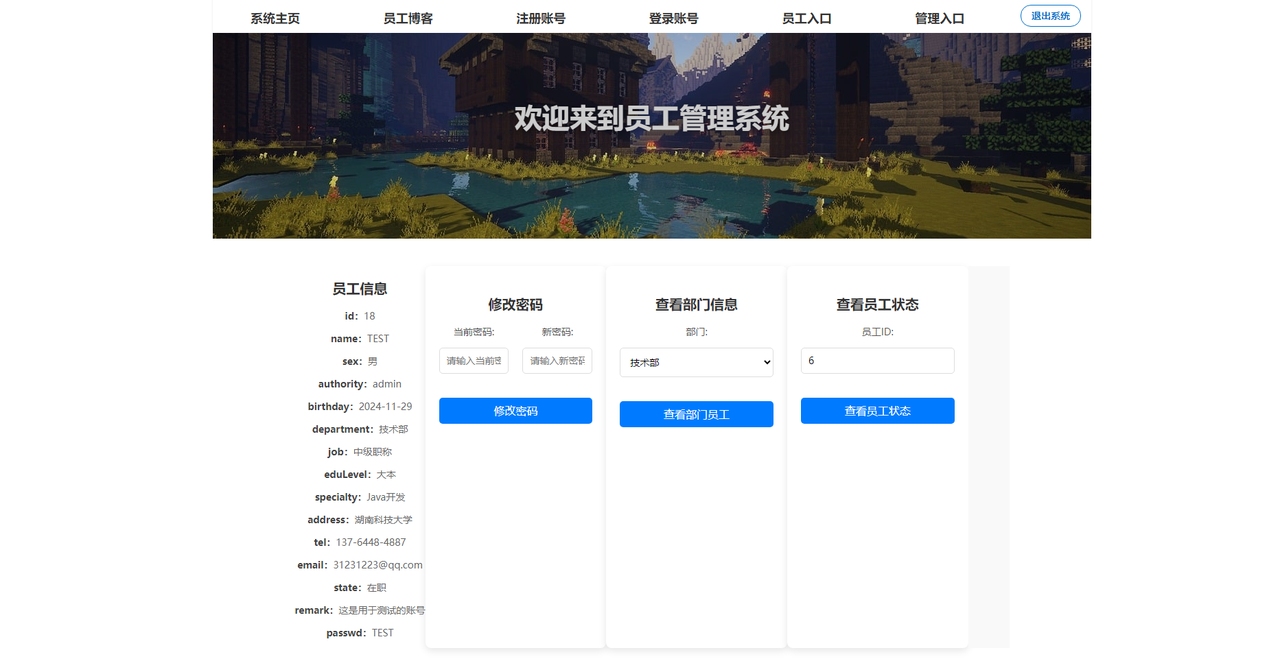 系统主页 员工博客 注册账号 登录账号 员工入口 管理入口 退出系统
欢迎来到员工管理系统
员工信息
id：18
name：TEST
sex：男
authority：admin
birthday：2024-11-29
department：技术部
job：中级职称
eduLevel：大本
specialty：Java开发
address：湖南科技大学
tel：137-6448-4887
email：31231223@qq.com
state：在职
remark：这是用于测试的账号
passwd：TEST
修改密码
当前密码: 新密码:
请输入当前密 请输入新密码
修改密码
查看部门信息
部门:
技术部
查看部门员工
查看员工状态
员工ID:
6
查看员工状态